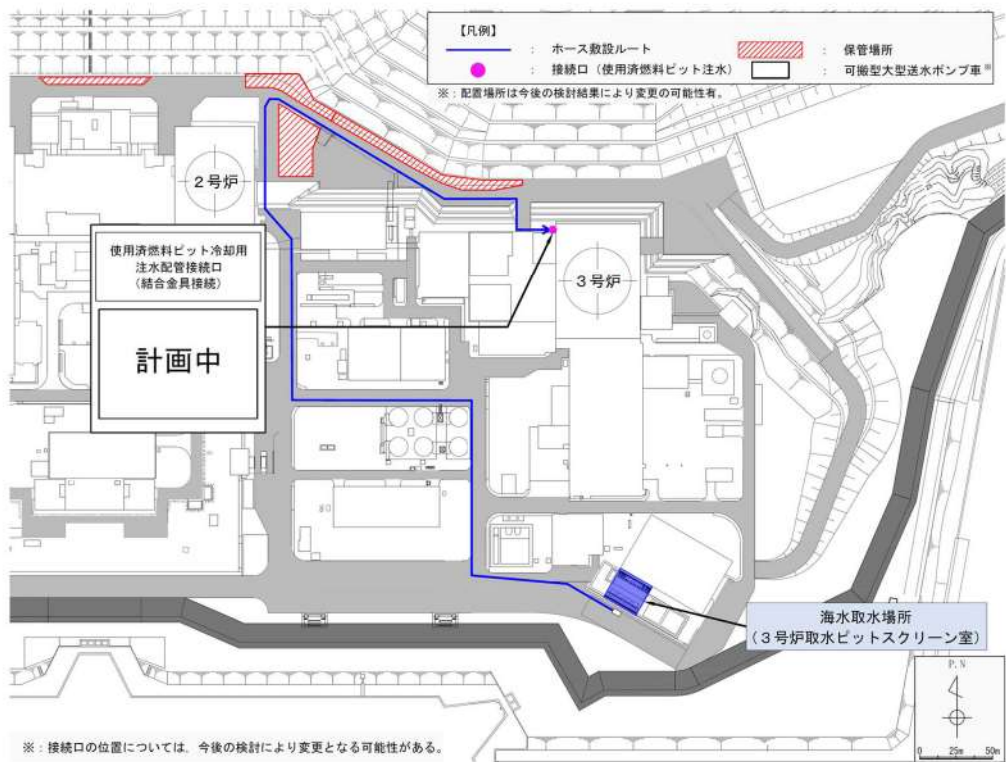 【凡例】
： ホース敷設ルート
： 保管場所
： 接続口（使用済燃料ピット注水）
： 可搬型大型送水ポンプ車※
※：配置場所は今後の検討結果により変更の可能性有。
２号炉
使用済燃料ピット冷却用
注水配管接続口
（結合金具接続）
３号炉
計画中
海水取水場所
（３号炉取水ピットスクリーン室）
P.N
0 25m 50m
※：接続口の位置については、今後の検討により変更となる可能性がある。